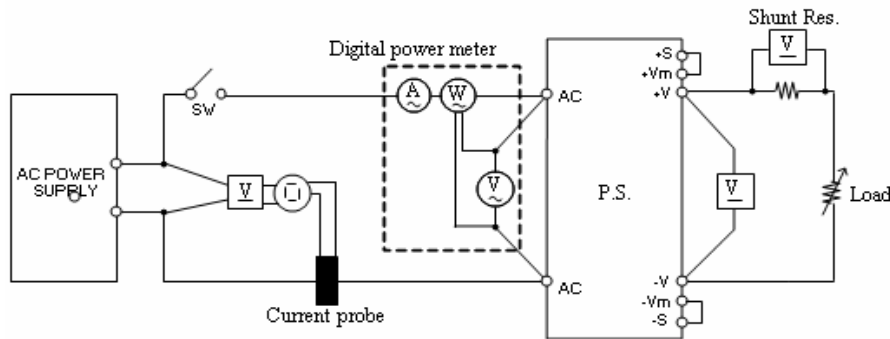 Shunt Res.
V
Digital power meter
+S
+Vm
+V
A
W
AC
SW
AC POWER
SUPPLY
V
V
P.S.
V
Load
AC
-V
-Vm
-S
Current probe